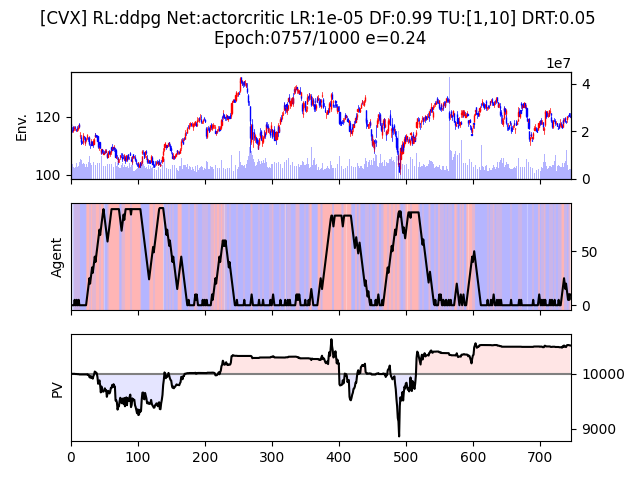 [CVX] RL:ddpg Net:actorcritic LR:1e-05 DF:0.99 TU:[1,10] DRT:0.05
Epoch:0757/1000 e=0.24
1e7
Env.
120
100
4
2
0
Agent
50
0
PV
10000
9000
0 100 200 300 400 500 600 700